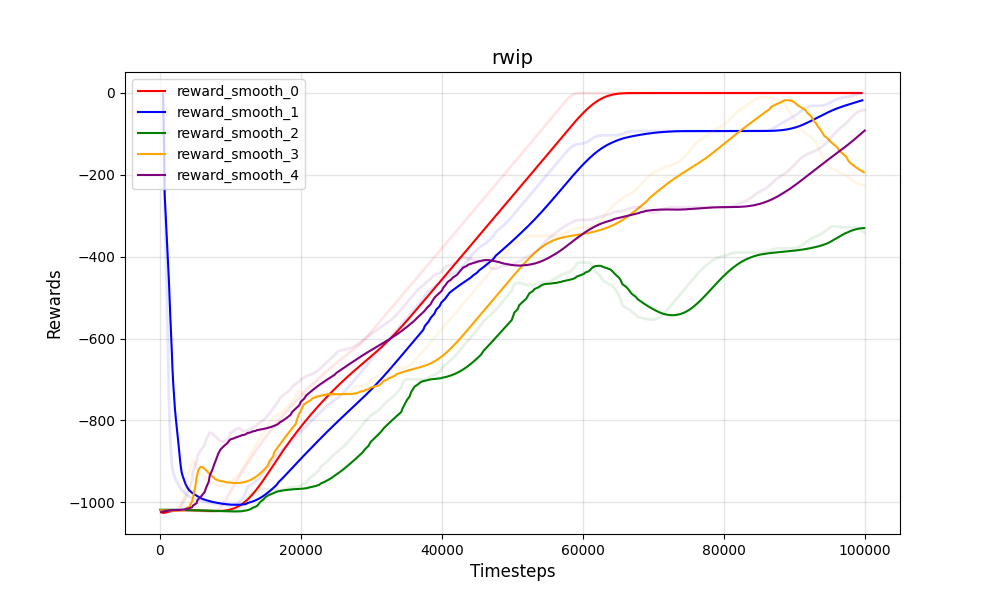 rwip
reward_smooth_0
reward_smooth_1
reward_smooth_2
reward_smooth_3
reward_smooth_4
Rewards
0
−200
−400
−600
−800
−1000
0
20000
40000
60000
80000
100000
Timesteps